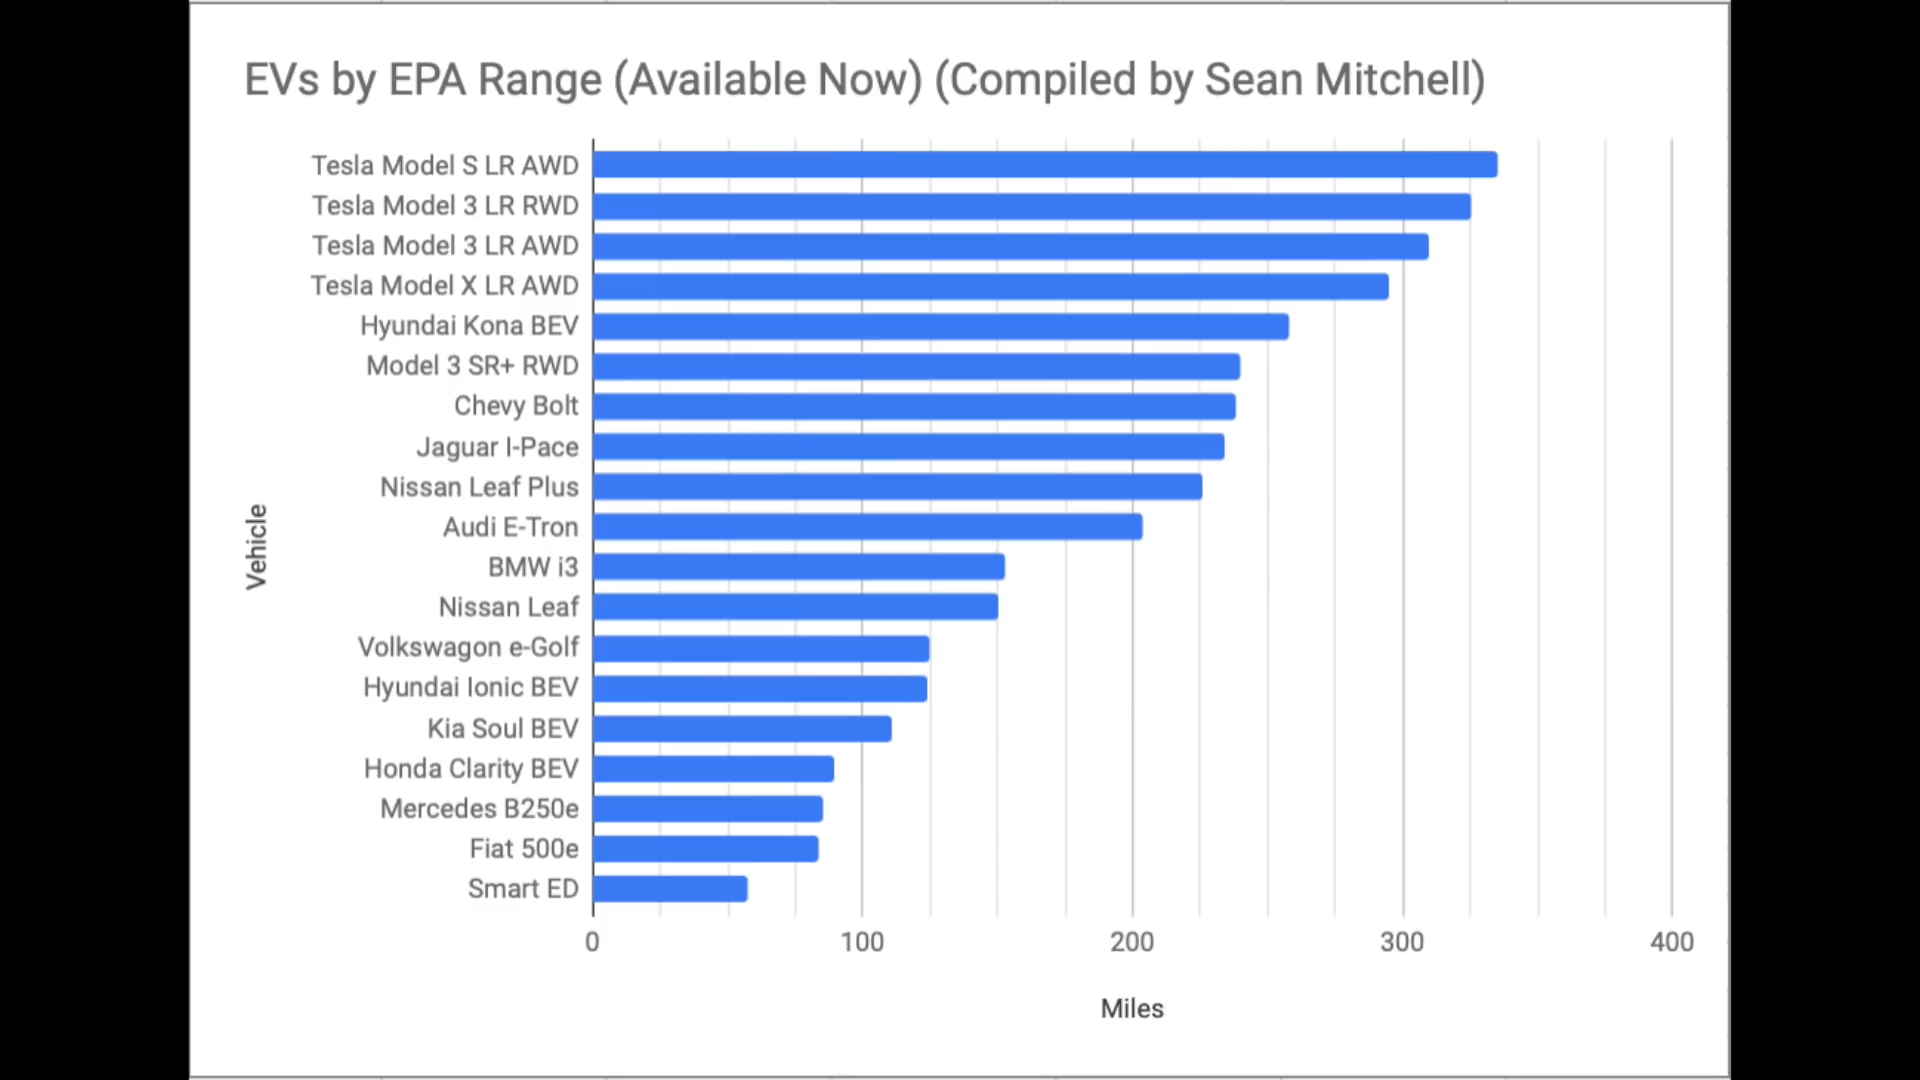 EVs by EPA Range (Available Now) (Compiled by Sean Mitchell)
Vehicle
Tesla Model S LR AWD
Tesla Model 3 LR RWD
Tesla Model 3 LR AWD
Tesla Model X LR AWD
Hyundai Kona BEV
Model 3 SR+ RWD
Chevy Bolt
Jaguar I-Pace
Nissan Leaf Plus
Audi E-Tron
BMW i3
Nissan Leaf
Volkswagon e-Golf
Hyundai Ionic BEV
Kia Soul BEV
Honda Clarity BEV
Mercedes B250e
Fiat 500e
Smart ED
0 100 200 300 400
Miles